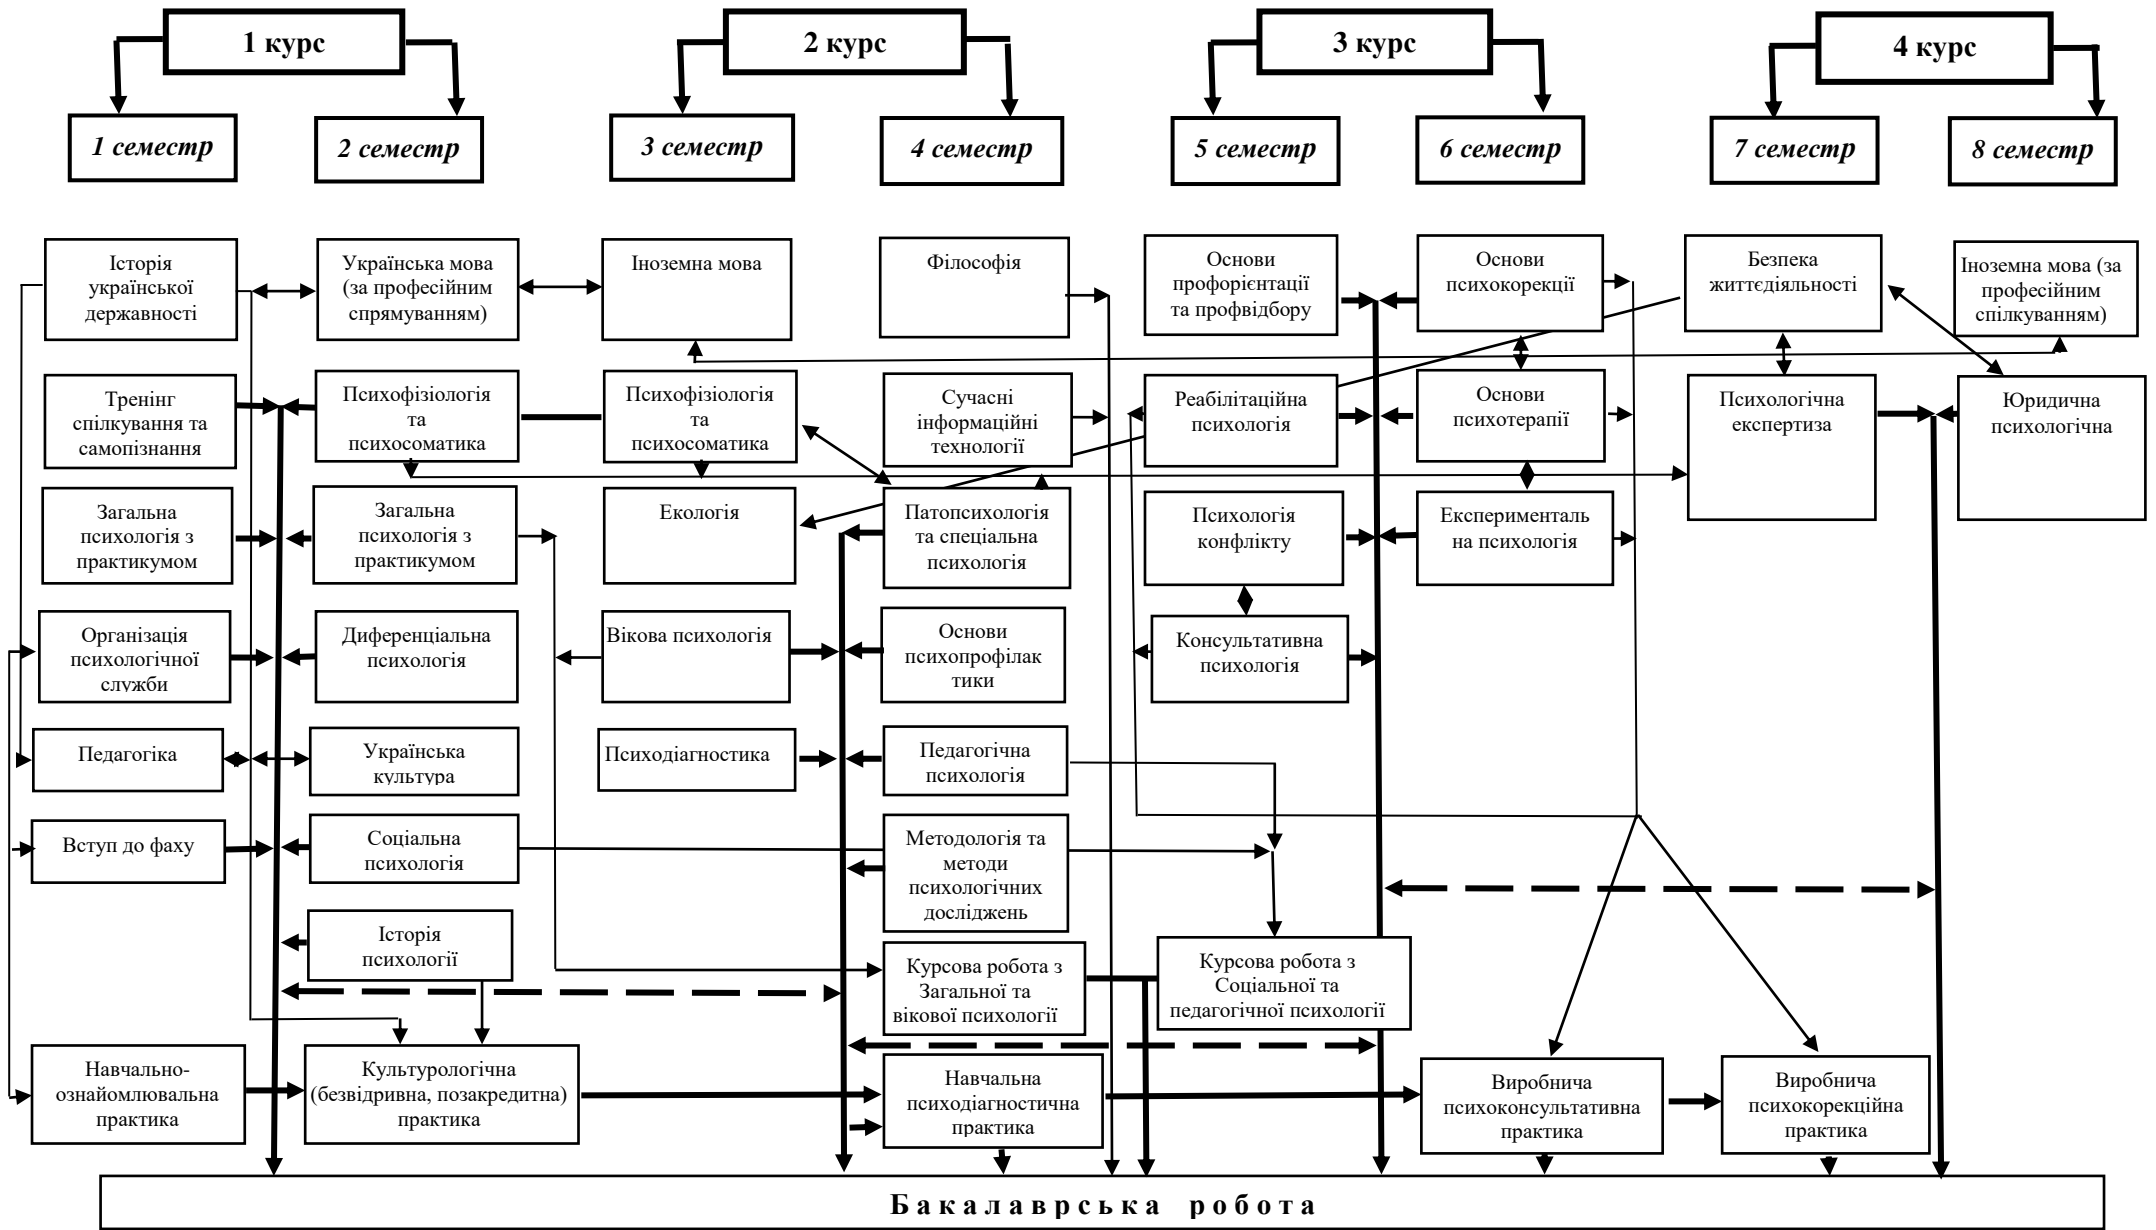 1 курс
2 курс
3 курс
4 курс
1 семестр
2 семестр
3 семестр
4 семестр
5 семестр
6 семестр
7 семестр
8 семестр
Історія
української
державності
Українська мова
(за професійним
спрямуванням)
Іноземна мова
Філософія
Основи
профорієнтації
та профвідбору
Основи
психокорекції
Безпека
життєдіяльності
Іноземна мова (за
професійним
спілкуванням)
Тренінг
спілкування та
самопізнання
Психофізіологія
та
психосоматика
Психофізіологія
та
психосоматика
Сучасні
інформаційні
технології
Реабілітаційна
психологія
Основи
психотерапії
Психологічна
експертиза
Юридична
психологічна
Загальна
психологія з
практикумом
Загальна
психологія з
практикумом
Екологія
Патопсихологія
та спеціальна
психологія
Психологія
конфлікту
Експерименталь
на психологія
Організація
психологічної
служби
Диференціальна
психологія
Вікова психологія
Основи
психопрофілак
тики
Консультативна
психологія
Педагогіка
Українська
культура
Психодіагностика
Педагогічна
психологія
Вступ до фаху
Соціальна
психологія
Методологія та
методи
психологічних
досліджень
Історія
психології
Курсова робота з
Загальної та
вікової психології
Курсова робота з
Соціальної та
педагогічної психології
Навчально-
ознайомлювальна
практика
Культурологічна
(безвідривна, позакредитна)
практика
Навчальна
психодіагностична
практика
Виробнича
психоконсультативна
практика
Виробнича
психокорекційна
практика
Бакалаврська робота